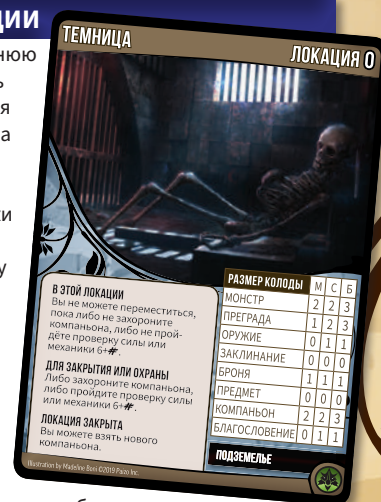 ции
нюю
ь
я
а
ки
у
ТЕМНИЦА
ЛОКАЦИЯ 0
В ЭТОЙ ЛОКАЦИИ
Вы не можете переместиться,
пока либо не захороните
компаньона, либо не прой-
дёте проверку силы или
механики 6+#.
ДЛЯ ЗАКРЫТИЯ ИЛИ ОХРАНЫ
Либо захороните компаньона,
либо пройдите проверку силы
или механики 6+#.
ЛОКАЦИЯ ЗАКРЫТА
Вы можете взять нового
компаньона.
РАЗМЕР КОЛОДЫ М С Б
МОНСТР 2 2 3
ПРЕГРАДА 1 2 3
ОРУЖИЕ 0 1 1
ЗАКЛИНАНИЕ 0 0 0
БРОНЯ 1 1 1
ПРЕДМЕТ 0 0 0
КОМПАНЬОН 2 2 3
БЛАГОСЛОВЕНИЕ 0 1 1
ПОДЗЕМЕЛЬЕ
Illustration by Madeline Boni ©2019 Paizo Inc.